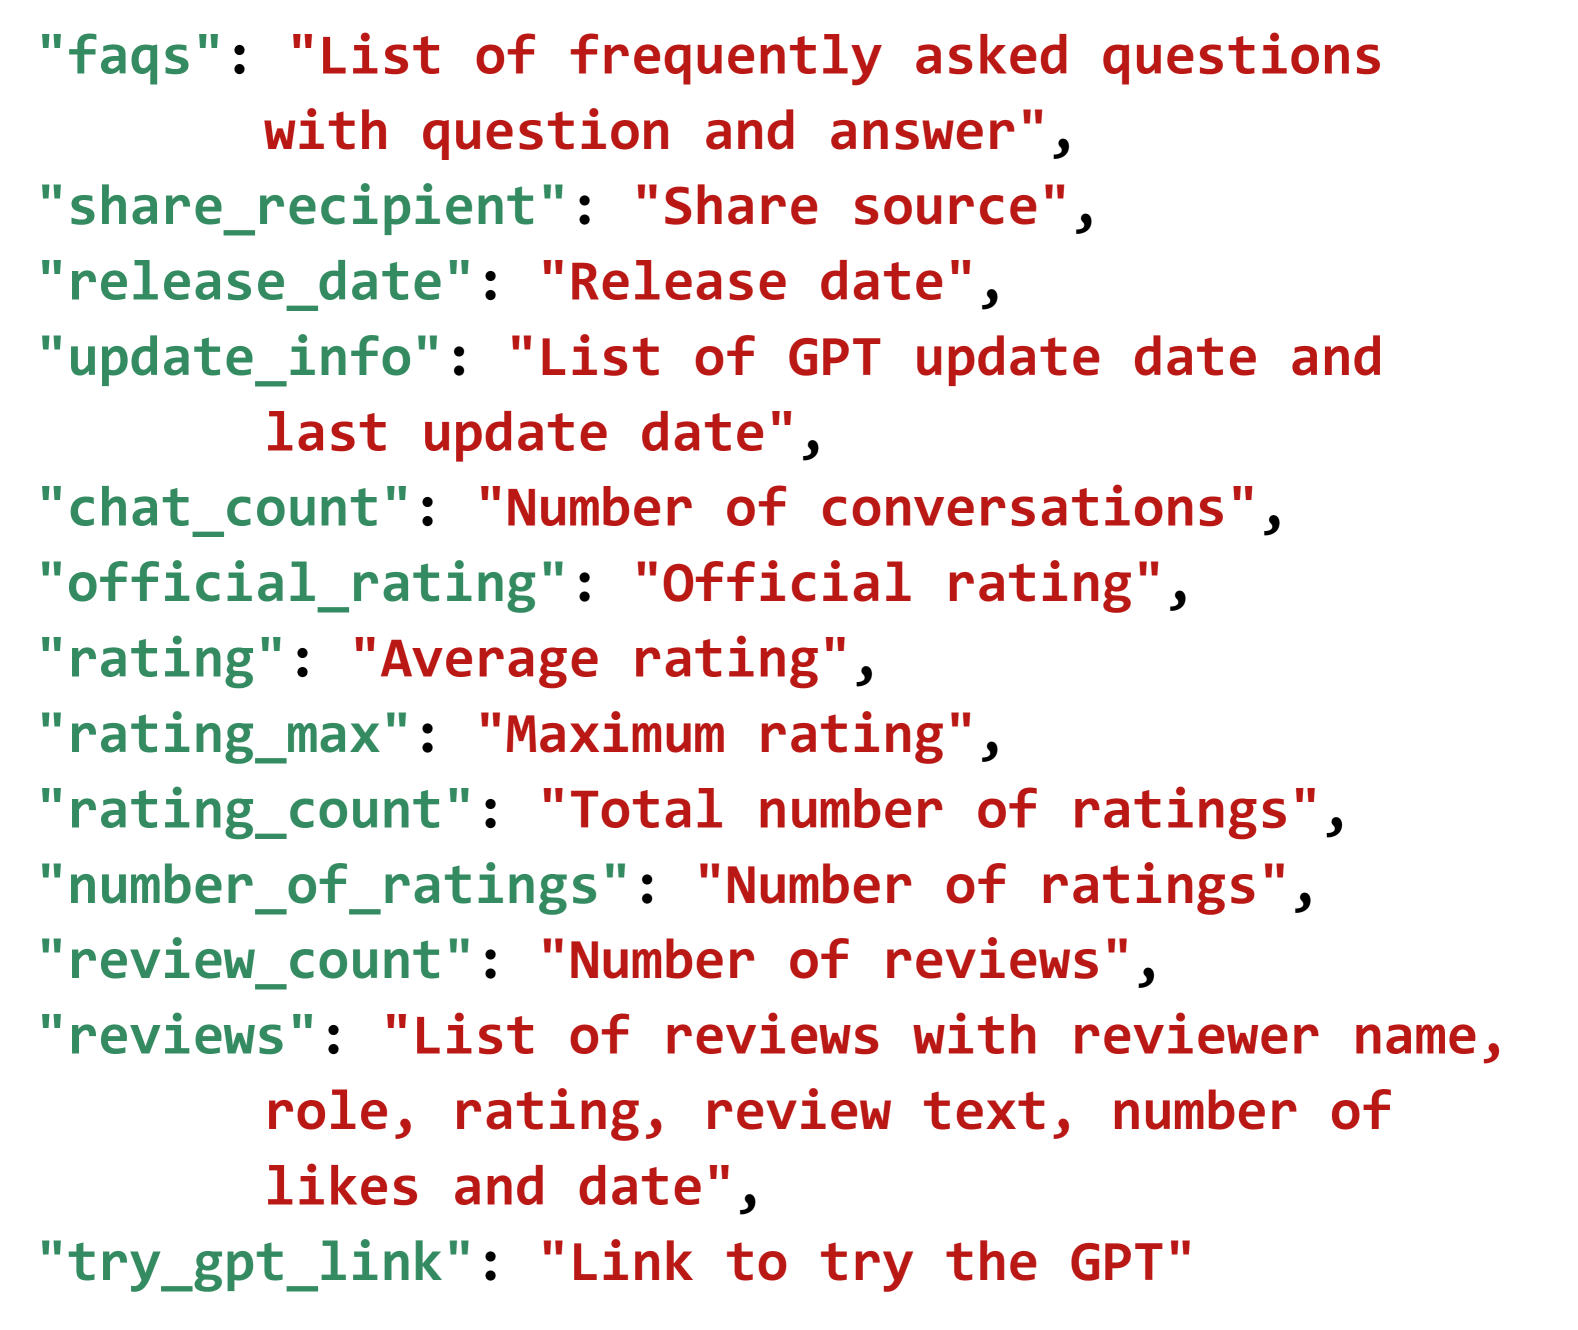 "faqs": "List of frequently asked questions
with question and answer",
"share_recipient": "Share source",
"release_date": "Release date",
"update_info": "List of GPT update date and
last update date",
"chat_count": "Number of conversations",
"official_rating": "Official rating",
"rating": "Average rating",
"rating_max": "Maximum rating",
"rating_count": "Total number of ratings",
"number_of_ratings": "Number of ratings",
"review_count": "Number of reviews",
"reviews": "List of reviews with reviewer name,
role, rating, review text, number of
likes and date",
"try_gpt_link": "Link to try the GPT"